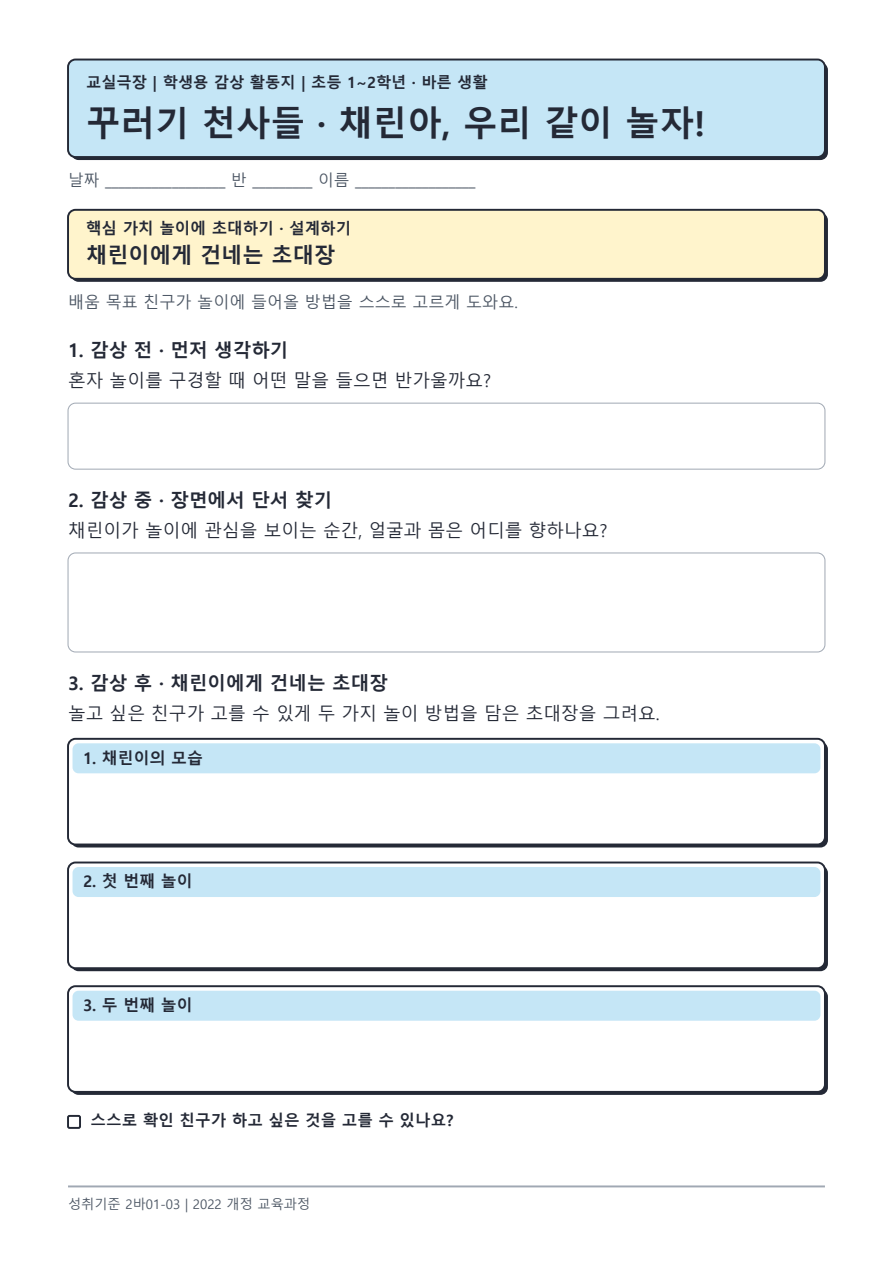 교실극장 | 학생용 감상 활동지 | 초등 1~2학년 · 바른 생활
꾸러기 천사들 · 채린아, 우리 같이 놀자!
날짜 _______________ 반 _______ 이름 _______________
핵심 가치 놀이에 초대하기 · 설계하기
채린이에게 건네는 초대장
배움 목표 친구가 놀이에 들어올 방법을 스스로 고르게 도와요.
1. 감상 전 · 먼저 생각하기
혼자 놀이를 구경할 때 어떤 말을 들으면 반가울까요?
2. 감상 중 · 장면에서 단서 찾기
채린이가 놀이에 관심을 보이는 순간, 얼굴과 몸은 어디를 향하나요?
3. 감상 후 · 채린이에게 건네는 초대장
놀고 싶은 친구가 고를 수 있게 두 가지 놀이 방법을 담은 초대장을 그려요.
1. 채린이의 모습
2. 첫 번째 놀이
3. 두 번째 놀이
스스로 확인 친구가 하고 싶은 것을 고를 수 있나요?
성취기준 2바01-03 | 2022 개정 교육과정